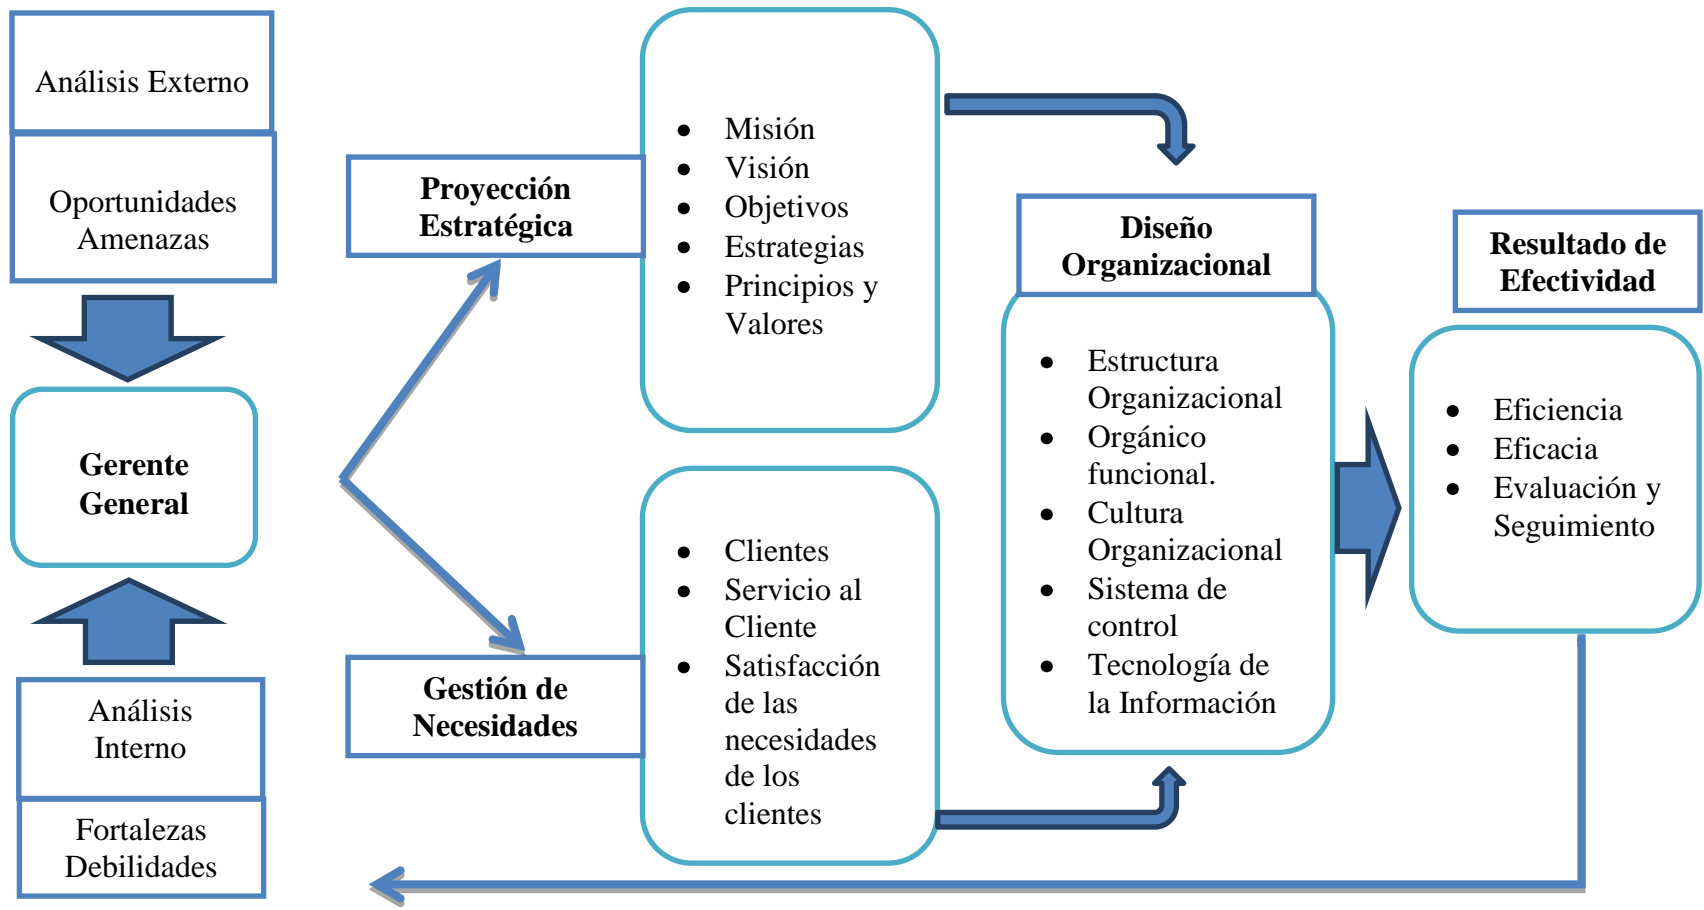 Análisis Externo
Oportunidades
Amenazas
Gerente
General
Análisis
Interno
Fortalezas
Debilidades
Proyección
Estratégica
• Misión
• Visión
• Objetivos
• Estrategias
• Principios y
Valores
Gestión de
Necesidades
• Clientes
• Servicio al
Cliente
• Satisfacción
de las
necesidades
de los
clientes
Diseño
Organizacional
• Estructura
Organizacional
• Orgánico
funcional.
• Cultura
Organizacional
• Sistema de
control
• Tecnología de
la Información
Resultado de
Efectividad
• Eficiencia
• Eficacia
• Evaluación y
Seguimiento